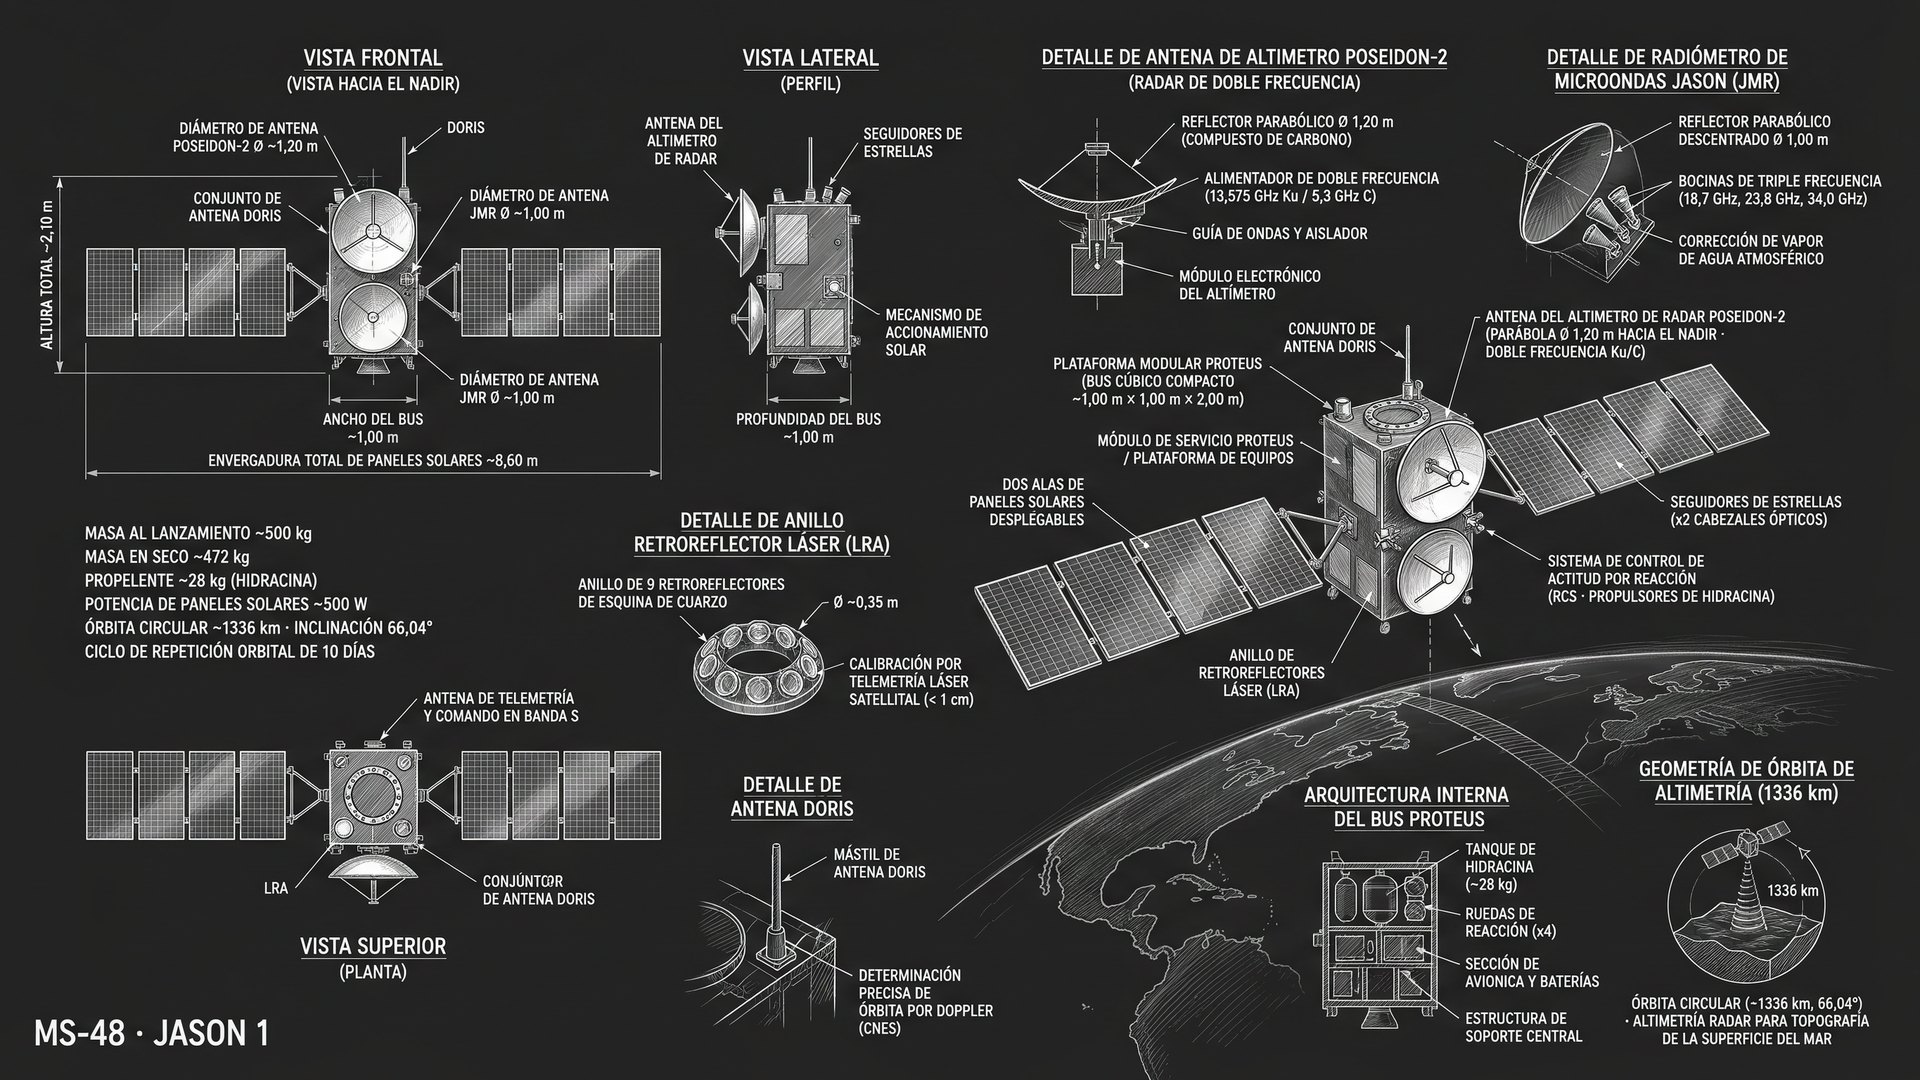 VISTA FRONTAL
(VISTA HACIA EL NADIR)
DIÁMETRO DE ANTENA
POSEIDON-2 Ø ~1,20 m
DORIS
CONJUNTO DE
ANTENA DORIS
DIÁMETRO DE ANTENA
JMR Ø ~1,00 m
ALTURA TOTAL ~2,10 m
DIÁMETRO DE ANTENA
JMR Ø ~1,00 m
ANCHO DEL BUS
~1,00 m
ENVERGADURA TOTAL DE PANELES SOLARES ~8,60 m
VISTA LATERAL
(PERFIL)
ANTENA DEL
ALTIMETRO
DE RADAR
SEGUIDORES DE
ESTRELLAS
MECANISMO DE
ACCIONAMIENTO
SOLAR
PROFUNDIDAD DEL BUS
~1,00 m
DETALLE DE ANTENA DE ALTIMETRO POSEIDON-2
(RADAR DE DOBLE FRECUENCIA)
REFLECTOR PARABÓLICO Ø 1,20 m
(COMPUESTO DE CARBONO)
ALIMENTADOR DE DOBLE FRECUENCIA
(13,575 GHz Ku / 5,3 GHz C)
GUÍA DE ONDAS Y AISLADOR
MÓDULO ELECTRÓNICO
DEL ALTÍMETRO
DETALLE DE RADIÓMETRO DE
MICROONDAS JASON (JMR)
REFLECTOR PARABÓLICO
DESCENTRADO Ø 1,00 m
BOCINAS DE TRIPLE FRECUENCIA
(18,7 GHz, 23,8 GHz, 34,0 GHz)
CORRECCIÓN DE VAPOR
DE AGUA ATMOSFÉRICO
CONJUNTO DE
ANTENA DORIS
ANTENA DEL ALTIMETRO DE RADAR POSEIDON-2
(PARÁBOLA Ø 1,20 m HACIA EL NADIR ·
DOBLE FRECUENCIA Ku/C)
PLATAFORMA MODULAR PROTEUS
(BUS CÚBICO COMPACTO
~1,00 m × 1,00 m × 2,00 m)
MÓDULO DE SERVICIO PROTEUS
/ PLATAFORMA DE EQUIPOS
DOS ALAS DE
PANELES SOLARES
DESPLÉGABLES
SEGUIDORES DE ESTRELLAS
(x2 CABEZALES ÓPTICOS)
SISTEMA DE CONTROL DE
ACTITUD POR REACCIÓN
(RCS · PROPULSORES DE HIDRACINA)
ANILLO DE
RETROREFLECTORES
LÁSER (LRA)
MASA AL LANZAMIENTO ~500 kg
MASA EN SECO ~472 kg
PROPELENTE ~28 kg (HIDRACINA)
POTENCIA DE PANELES SOLARES ~500 W
ÓRBITA CIRCULAR ~1336 km · INCLINACIÓN 66,04°
CICLO DE REPETICIÓN ORBITAL DE 10 DÍAS
DETALLE DE ANILLO
RETROREFLECTOR LÁSER (LRA)
ANILLO DE 9 RETROREFLECTORES
DE ESQUINA DE CUARZO
Ø ~0,35 m
CALIBRACIÓN POR
TELEMETRÍA LÁSER
SATELLITAL (< 1 cm)
ANTENA DE TELEMETRÍA
Y COMANDO EN BANDA S
LRA
CONJÚNTOR
DE ANTENA DORIS
VISTA SUPERIOR
(PLANTA)
DETALLE DE
ANTENA DORIS
MÁSTIL DE
ANTENA DORIS
DETERMINACIÓN
PRECISA DE
ÓRBITA POR DOPPLER
(CNES)
ARQUITECTURA INTERNA
DEL BUS PROTEUS
TANQUE DE
HIDRACINA
(~28 kg)
RUEDAS DE
REACCIÓN (x4)
SECCIÓN DE
AVIONICA Y BATERÍAS
ESTRUCTURA DE
SOPORTE CENTRAL
GEOMETRÍA DE ÓRBITA DE
ALTIMETRÍA (1336 km)
1336 km
ÓRBITA CIRCULAR (~1336 km, 66,04°)
· ALTIMETRÍA RADAR PARA TOPOGRAFÍA
DE LA SUPERFICIE DEL MAR
MS-48 · JASON 1